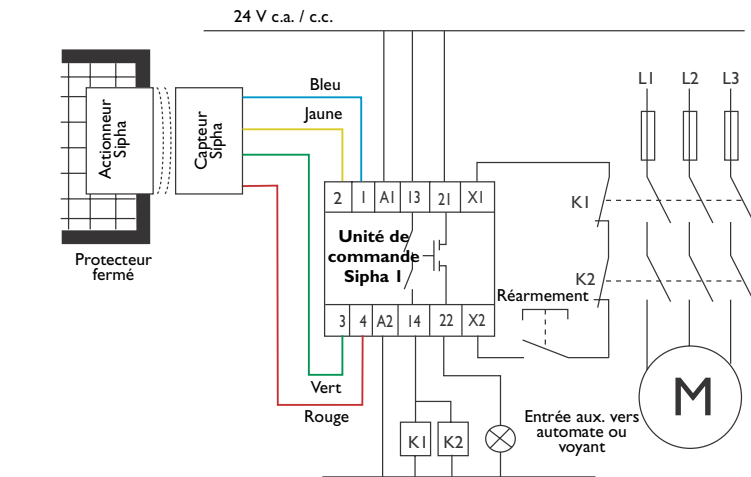 24 V c.a. / c.c.
Bleu
Jaune
Actionneur
Sipha
Capteur
Sipha
L1 L2 L3
2 1 A1 13 21 X1
K1
Unité de
commande
Sipha 1
Protecteur
fermé
K2
Réarmement
3 4 A2 14 22 X2
Vert
Rouge
K1 K2
Entrée aux. vers
automate ou
voyant
M